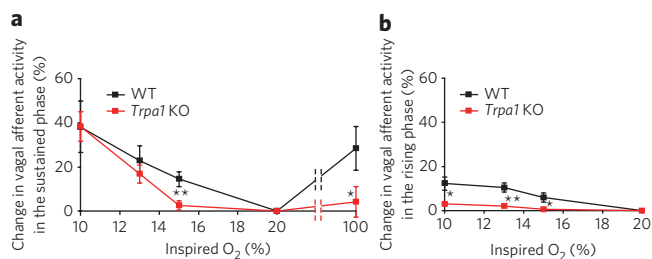 a
Change in vagal afferent activity
in the sustained phase (%)
60
40
20
0
WT
Trpa1 KO
**
*
10 12 14 16 18 20 100
Inspired O2 (%)
b
Change in vagal afferent activity
in the rising phase (%)
60
40
20
0
WT
Trpa1 KO
*
**
*
10 12 14 16 18 20
Inspired O2 (%)